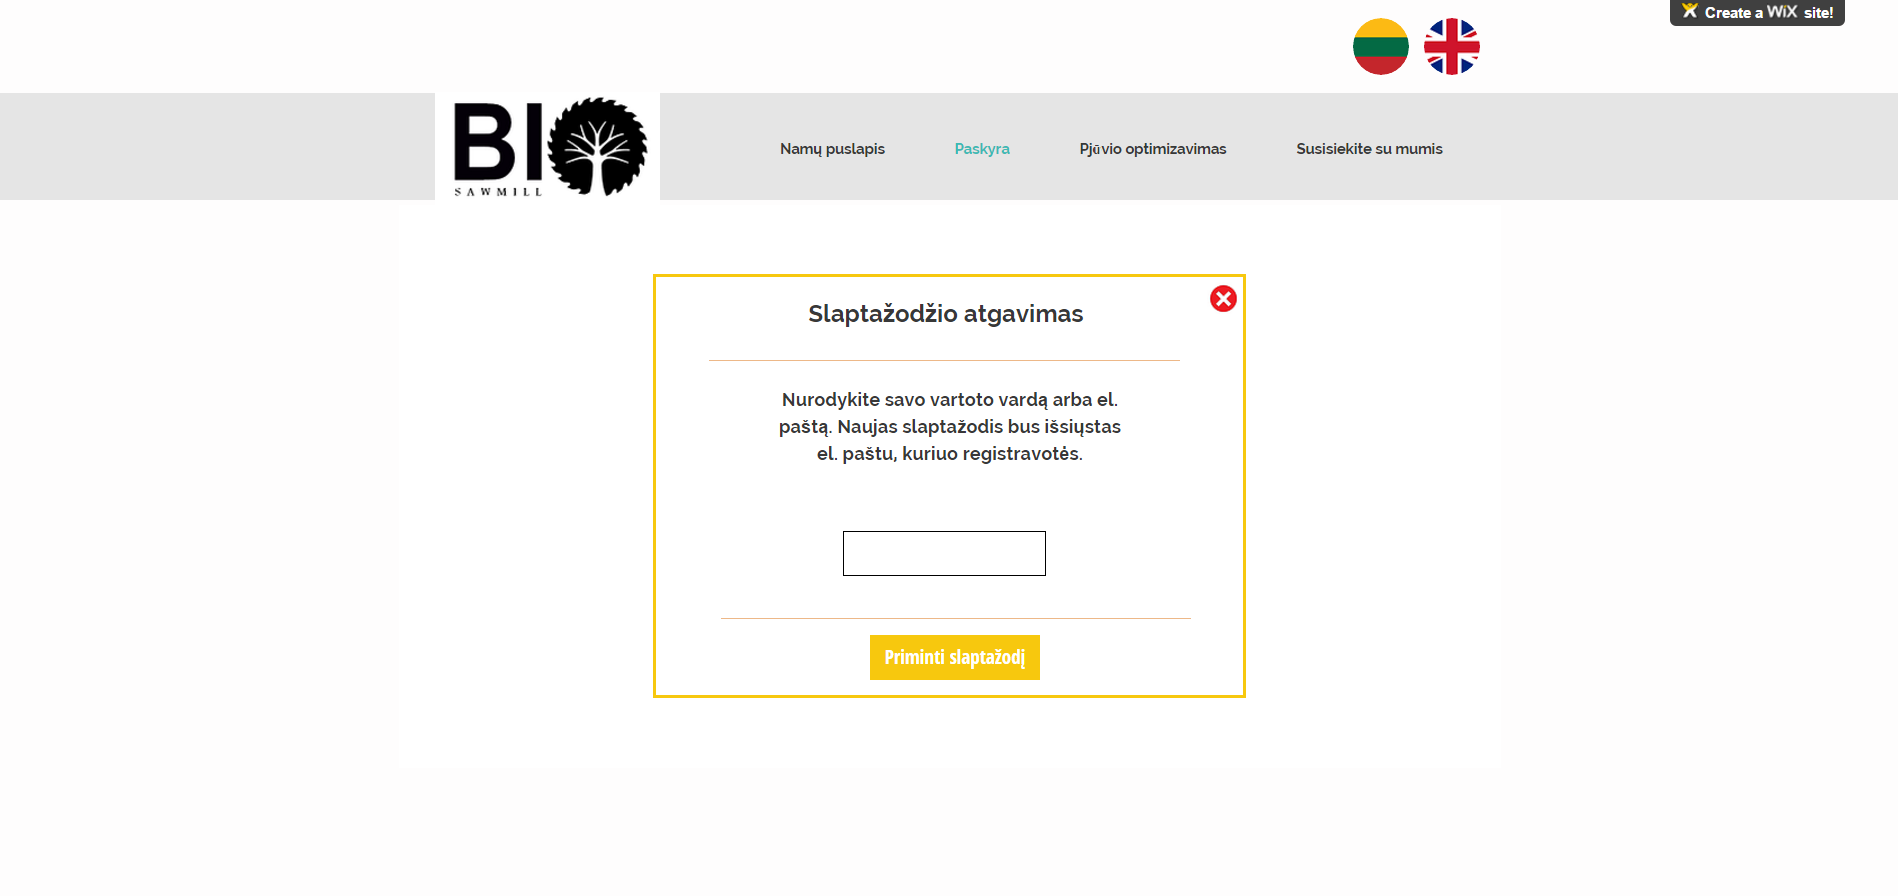 Create a WiX site!
BIO
SAWMILL
Namų puslapis
Paskyra
Pjūvio optimizavimas
Susisiekite su mumis
Slaptažodžio atgavimas
Nurodykite savo vartoto vardą arba el.
paštą. Naujas slaptažodis bus išsiųstas
el. paštu, kuriuo registravotės.
Priminti slaptažodį